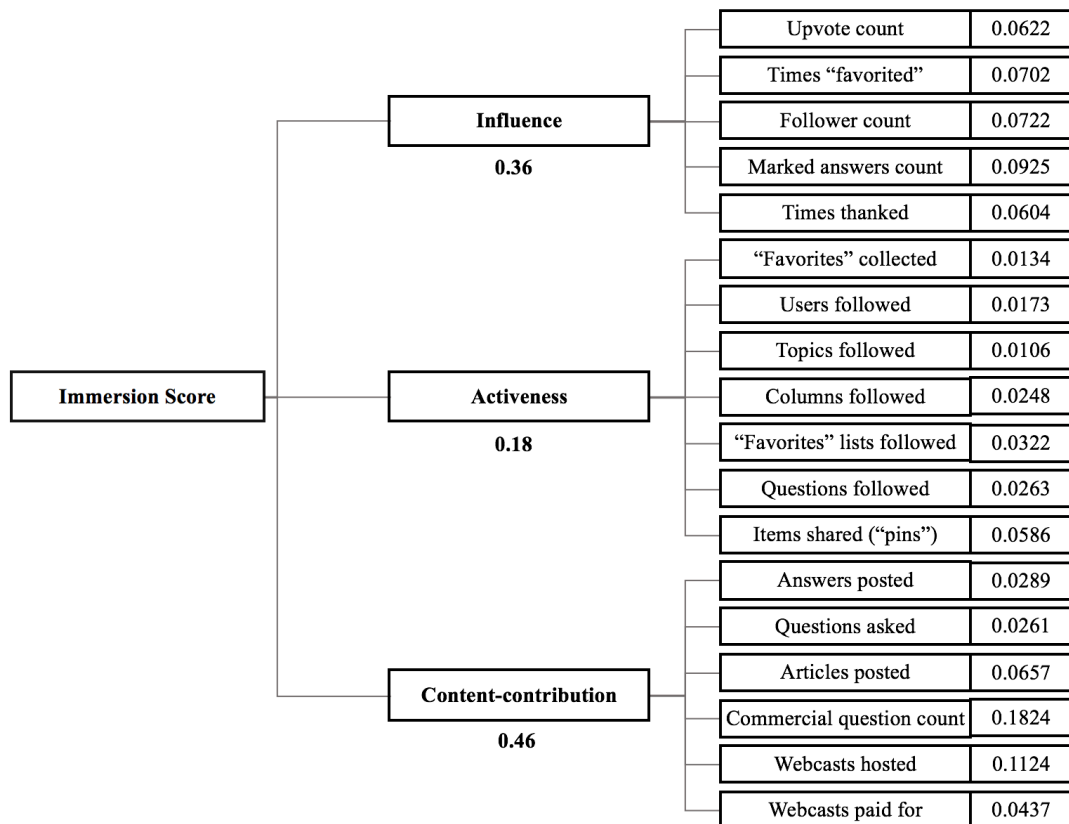 Upvote count 0.0622
Times “favorited” 0.0702
Influence
0.36
Follower count 0.0722
Marked answers count 0.0925
Times thanked 0.0604
“Favorites” collected 0.0134
Users followed 0.0173
Topics followed 0.0106
Immersion Score
Activeness
0.18
Columns followed 0.0248
“Favorites” lists followed 0.0322
Questions followed 0.0263
Items shared (“pins”) 0.0586
Answers posted 0.0289
Questions asked 0.0261
Articles posted 0.0657
Content-contribution
0.46
Commercial question count 0.1824
Webcasts hosted 0.1124
Webcasts paid for 0.0437